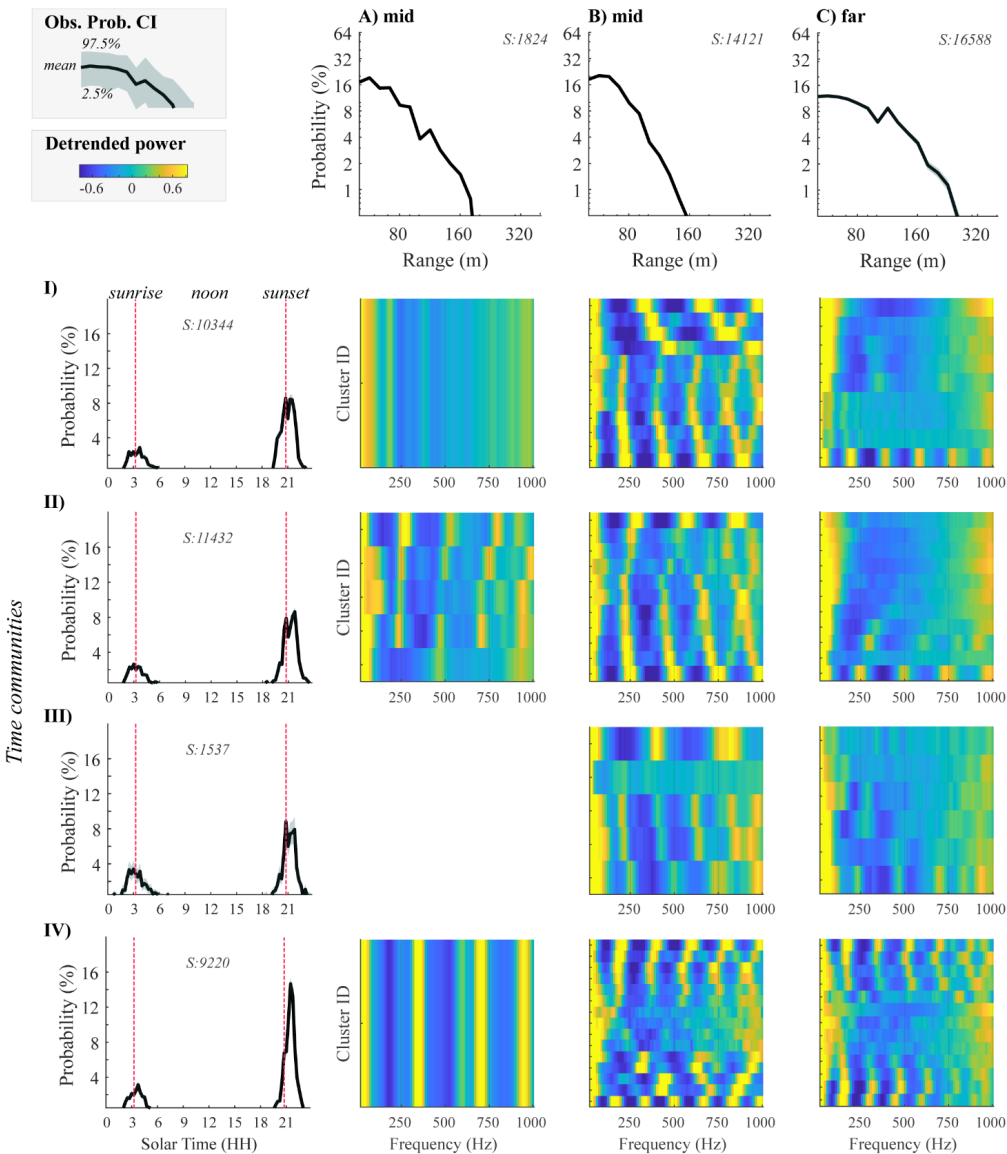 Obs. Prob. CI
97.5%
mean
2.5%
Detrended power
-0.6 0 0.6
A) mid
S:1824
64
32
16
8
4
2
1
Probability (%)
80 160 320
Range (m)
B) mid
S:14121
64
32
16
8
4
2
1
80 160 320
Range (m)
C) far
S:16588
64
32
16
8
4
2
1
80 160 320
Range (m)
Time communities
I)
sunrise noon sunset
S:10344
Probability (%)
16
12
8
4
0 3 6 9 12 15 18 21
Cluster ID
250 500 750 1000
250 500 750 1000
250 500 750 1000
II)
S:11432
Probability (%)
16
12
8
4
0 3 6 9 12 15 18 21
Cluster ID
250 500 750 1000
250 500 750 1000
250 500 750 1000
III)
S:1537
Probability (%)
16
12
8
4
0 3 6 9 12 15 18 21
250 500 750 1000
250 500 750 1000
IV)
S:9220
Probability (%)
16
12
8
4
0 3 6 9 12 15 18 21
Solar Time (HH)
Cluster ID
250 500 750 1000
Frequency (Hz)
250 500 750 1000
Frequency (Hz)
250 500 750 1000
Frequency (Hz)